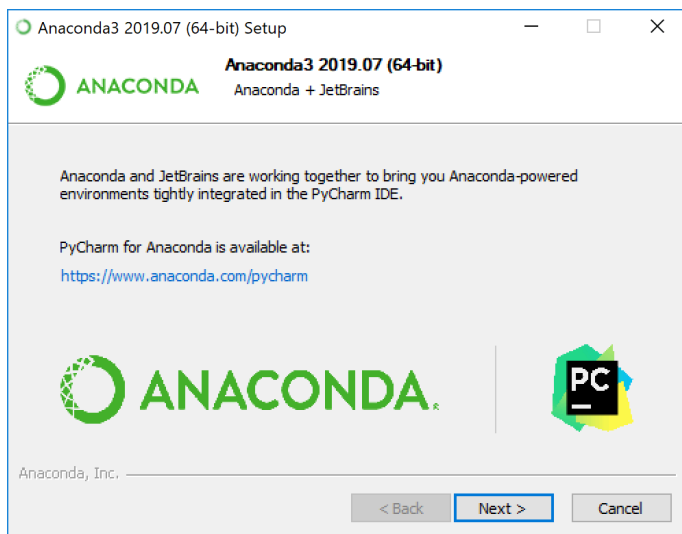 Anaconda3 2019.07 (64-bit) Setup
ANACONDA
Anaconda3 2019.07 (64-bit)
Anaconda + JetBrains
Anaconda and JetBrains are working together to bring you Anaconda-powered
environments tightly integrated in the PyCharm IDE.
PyCharm for Anaconda is available at:
https://www.anaconda.com/pycharm
ANACONDA®
PC
Anaconda, Inc.
< Back
Next >
Cancel